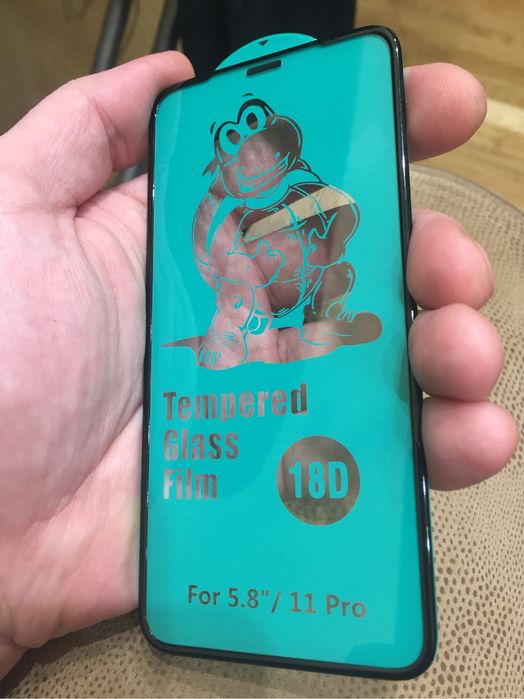 Tempered
Glass
Film
18D
For 5.8"/ 11 Pro